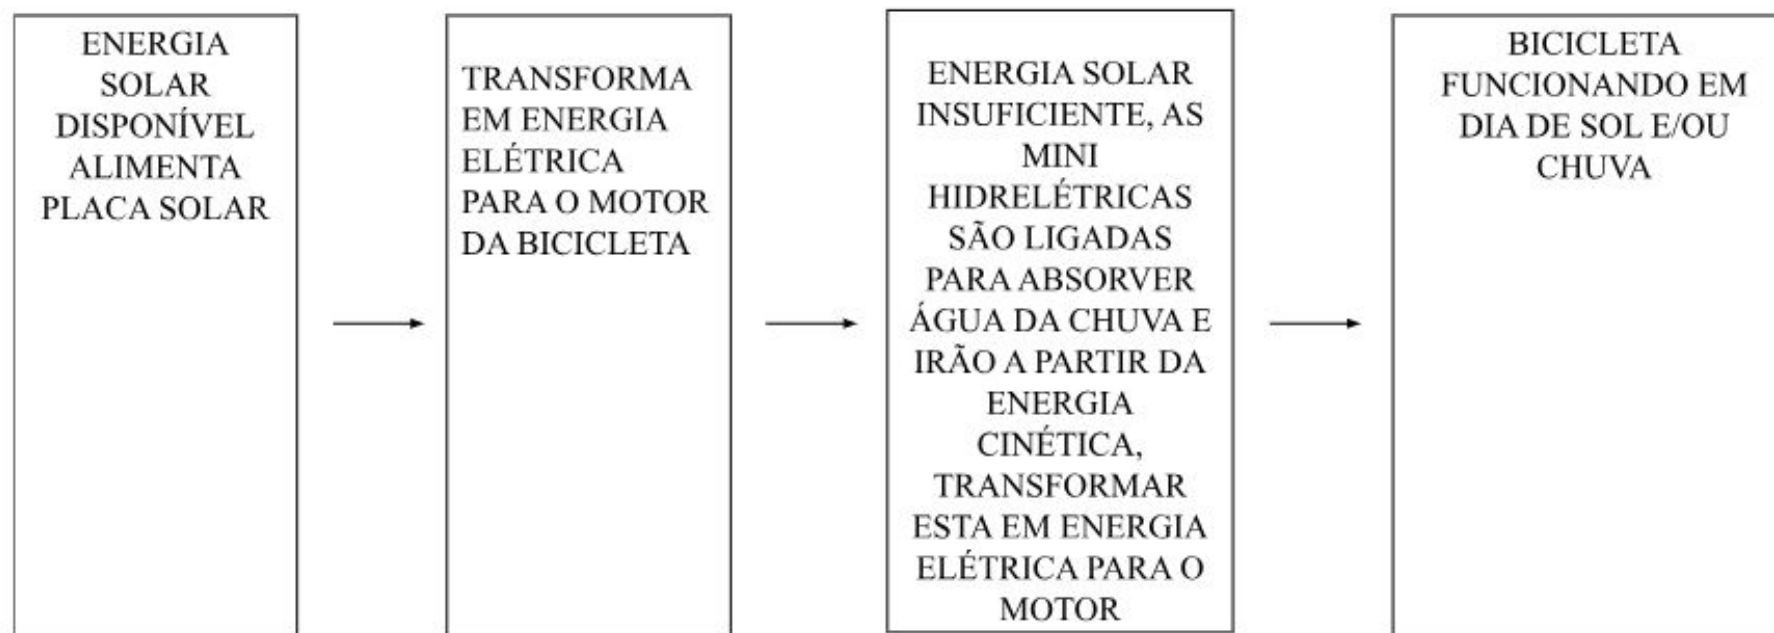 ENERGIA
SOLAR
DISPONÍVEL
ALIMENTA
PLACA SOLAR
TRANSFORMA
EM ENERGIA
ELÉTRICA
PARA O MOTOR
DA BICICLETA
ENERGIA SOLAR
INSUFICIENTE, AS
MINI
HIDRELÉTRICAS
SÃO LIGADAS
PARA ABSORVER
ÁGUA DA CHUVA E
IRÃO A PARTIR DA
ENERGIA
CINÉTICA,
TRANSFORMAR
ESTA EM ENERGIA
ELÉTRICA PARA O
MOTOR
BICICLETA
FUNCIONANDO EM
DIA DE SOL E/OU
CHUVA